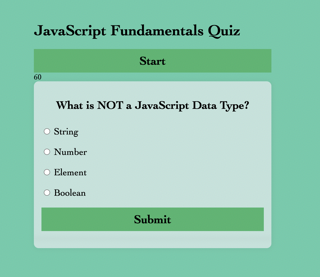 JavaScript Fundamentals Quiz
Start
60
What is NOT a JavaScript Data Type?
String
Number
Element
Boolean
Submit